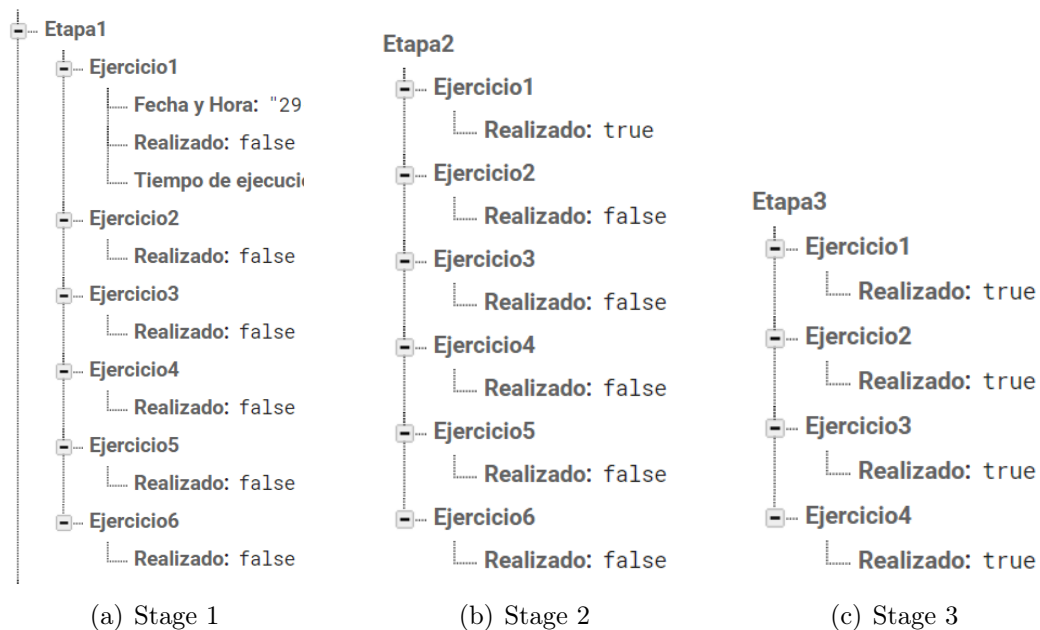 Etapa1
Ejercicio1
Fecha y Hora: "29
Realizado: false
Tiempo de ejecuci
Ejercicio2
Realizado: false
Ejercicio3
Realizado: false
Ejercicio4
Realizado: false
Ejercicio5
Realizado: false
Ejercicio6
Realizado: false
(a) Stage 1
Etapa2
Ejercicio1
Realizado: true
Ejercicio2
Realizado: false
Ejercicio3
Realizado: false
Ejercicio4
Realizado: false
Ejercicio5
Realizado: false
Ejercicio6
Realizado: false
(b) Stage 2
Etapa3
Ejercicio1
Realizado: true
Ejercicio2
Realizado: true
Ejercicio3
Realizado: true
Ejercicio4
Realizado: true
(c) Stage 3